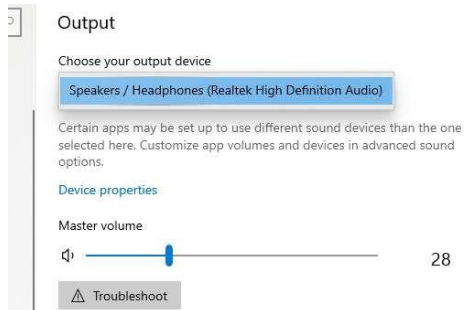 Output
Choose your output device
Speakers / Headphones (Realtek High Definition Audio)
Certain apps may be set up to use different sound devices than the one
selected here. Customize app volumes and devices in advanced sound
options.
Device properties
Master volume
28
Troubleshoot